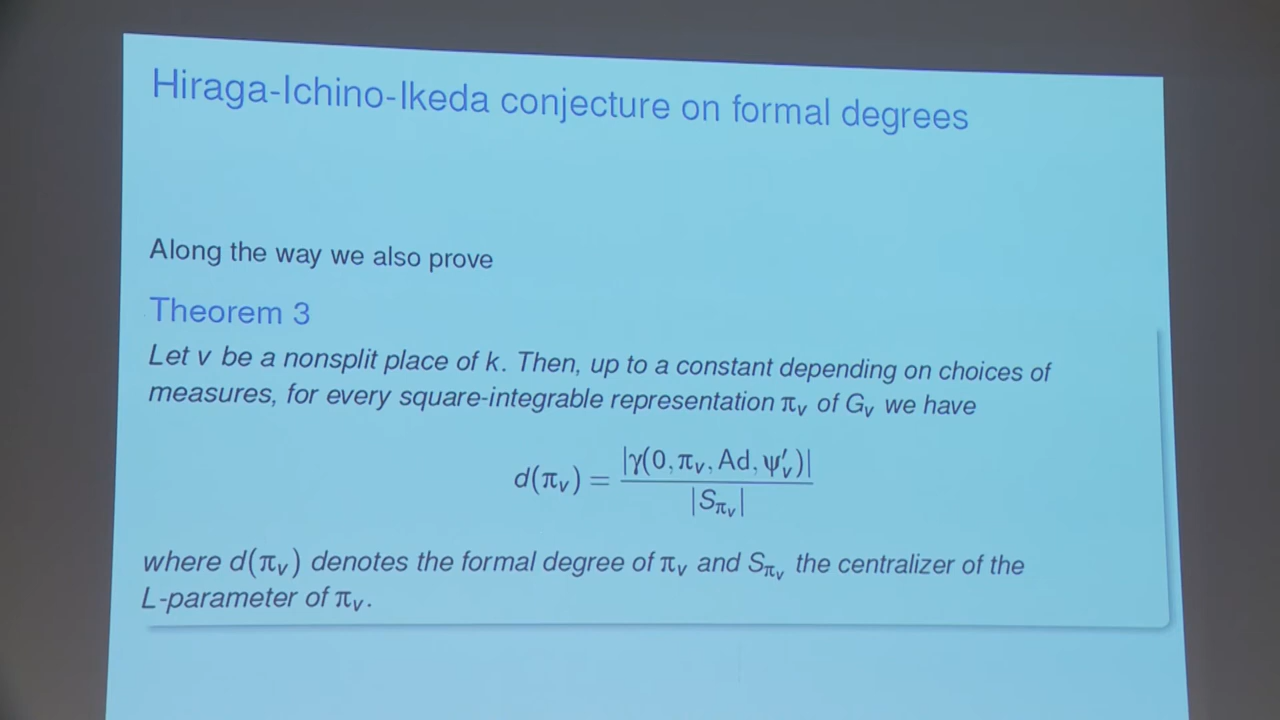 Hiraga-Ichino-Ikeda conjecture on formal degrees
Along the way we also prove
Theorem 3
Let v be a nonsplit place of k. Then, up to a constant depending on choices of
measures, for every square-integrable representation πᵥ of Gᵥ we have
d(πᵥ) = |γ(0, πᵥ, Ad, ψ′ᵥ)| / |S_πᵥ|
where d(πᵥ) denotes the formal degree of πᵥ and S_πᵥ the centralizer of the
L-parameter of πᵥ.